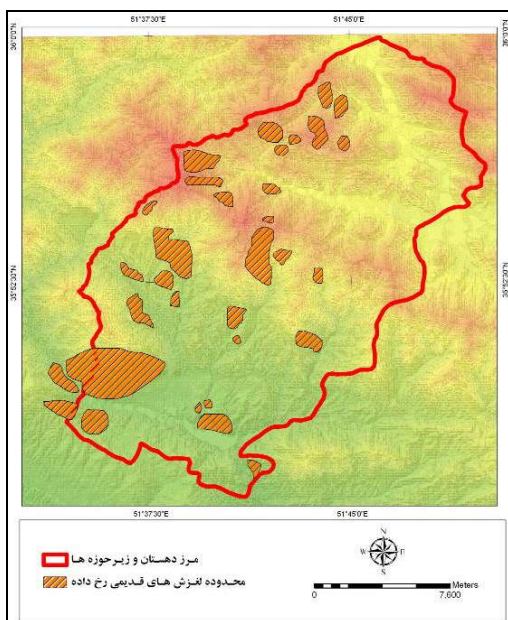 51°37'30"E 51°45'0"E
36°0'0"N 36°0'0"N
35°52'30"N 35°52'30"N
51°37'30"E 51°45'0"E
مرز دهستان و زیرحوزه ها
محدوده لغزش های قدیمی رخ داده
N
W E
S
Meters
0 7,600